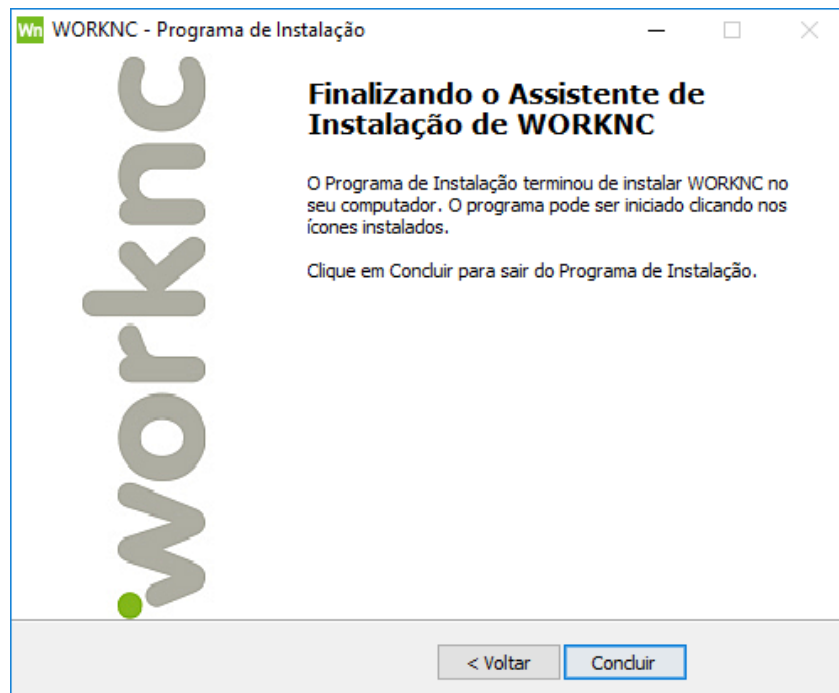 Wn WORKNC - Programa de Instalação
worknc
Finalizando o Assistente de
Instalação de WORKNC
O Programa de Instalação terminou de instalar WORKNC no
seu computador. O programa pode ser iniciado clicando nos
ícones instalados.
Clique em Concluir para sair do Programa de Instalação.
< Voltar
Concluir